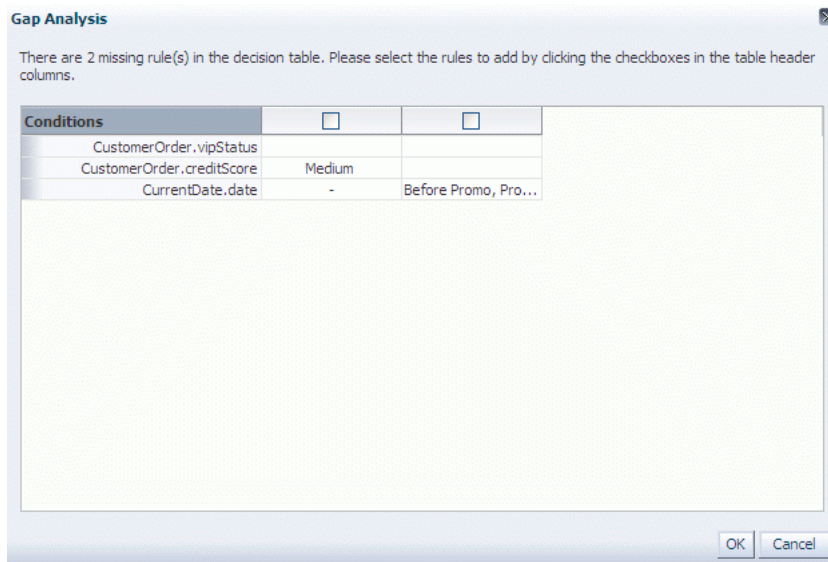 Gap Analysis
There are 2 missing rule(s) in the decision table. Please select the rules to add by clicking the checkboxes in the table header
columns.
Conditions
CustomerOrder.vipStatus
CustomerOrder.creditScore Medium
CurrentDate.date - Before Promo, Pro...
OK Cancel